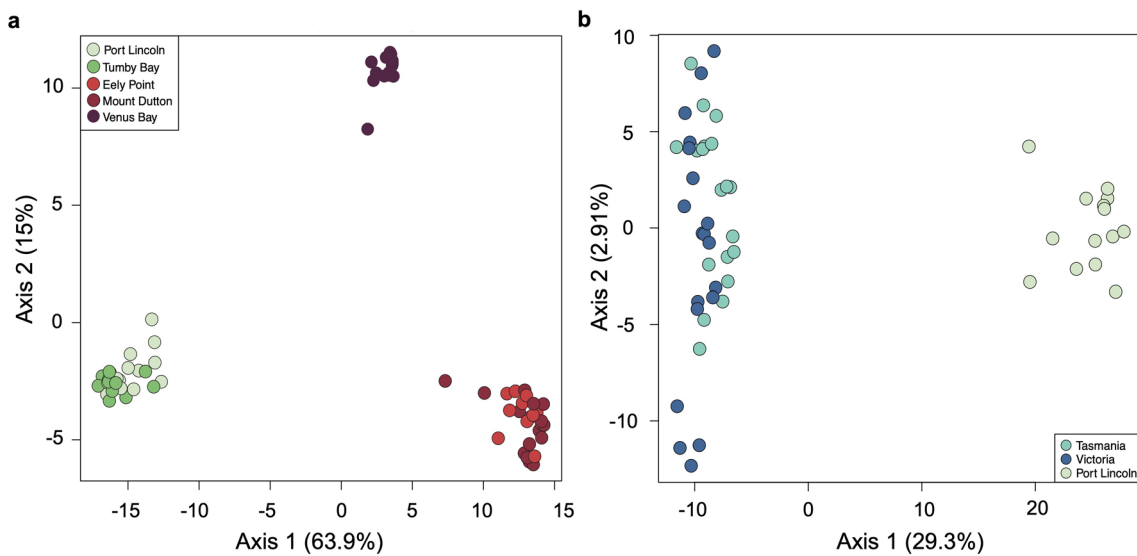 a
Port Lincoln
Tumby Bay
Eely Point
Mount Dutton
Venus Bay
10
5
0
-5
Axis 2 (15%)
-15
-10
-5
0
5
10
15
Axis 1 (63.9%)
b
10
5
0
-5
-10
Axis 2 (2.91%)
Tasmania
Victoria
Port Lincoln
-10
0
10
20
Axis 1 (29.3%)